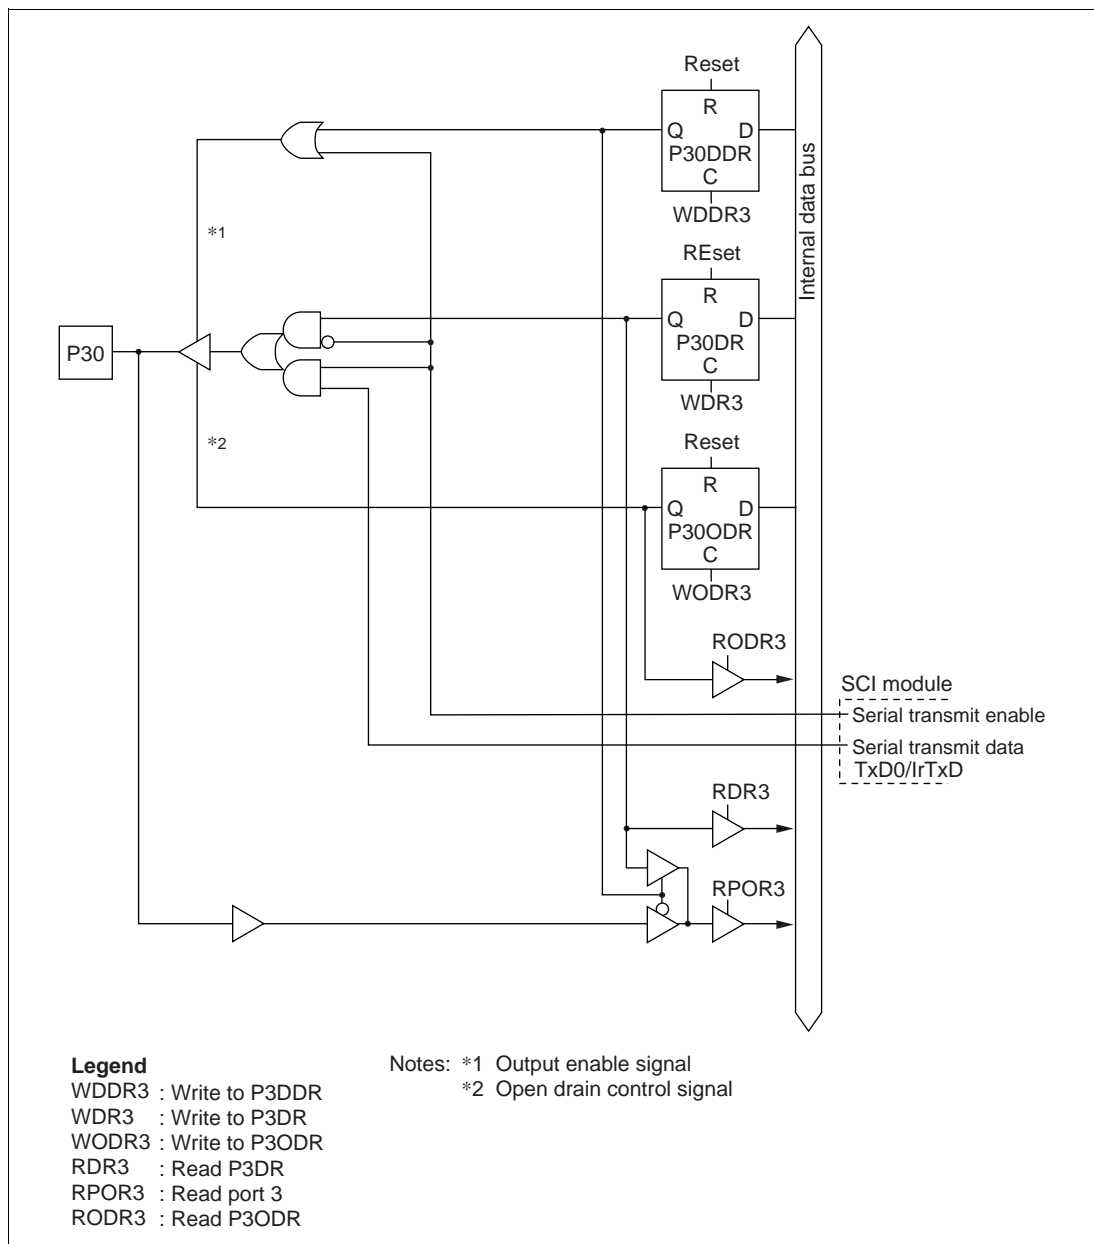 Reset
R
Q D
P30DDR
C
WDDR3
Internal data bus
*1
REset
R
Q D
P30DR
C
WDR3
P30
*2
Reset
R
Q D
P30ODR
C
WODR3
RODR3
SCI module
Serial transmit enable
Serial transmit data
TxD0/IrTxD
RDR3
RPOR3
Legend
WDDR3 : Write to P3DDR
WDR3 : Write to P3DR
WODR3 : Write to P3ODR
RDR3 : Read P3DR
RPOR3 : Read port 3
RODR3 : Read P3ODR
Notes: *1 Output enable signal
*2 Open drain control signal